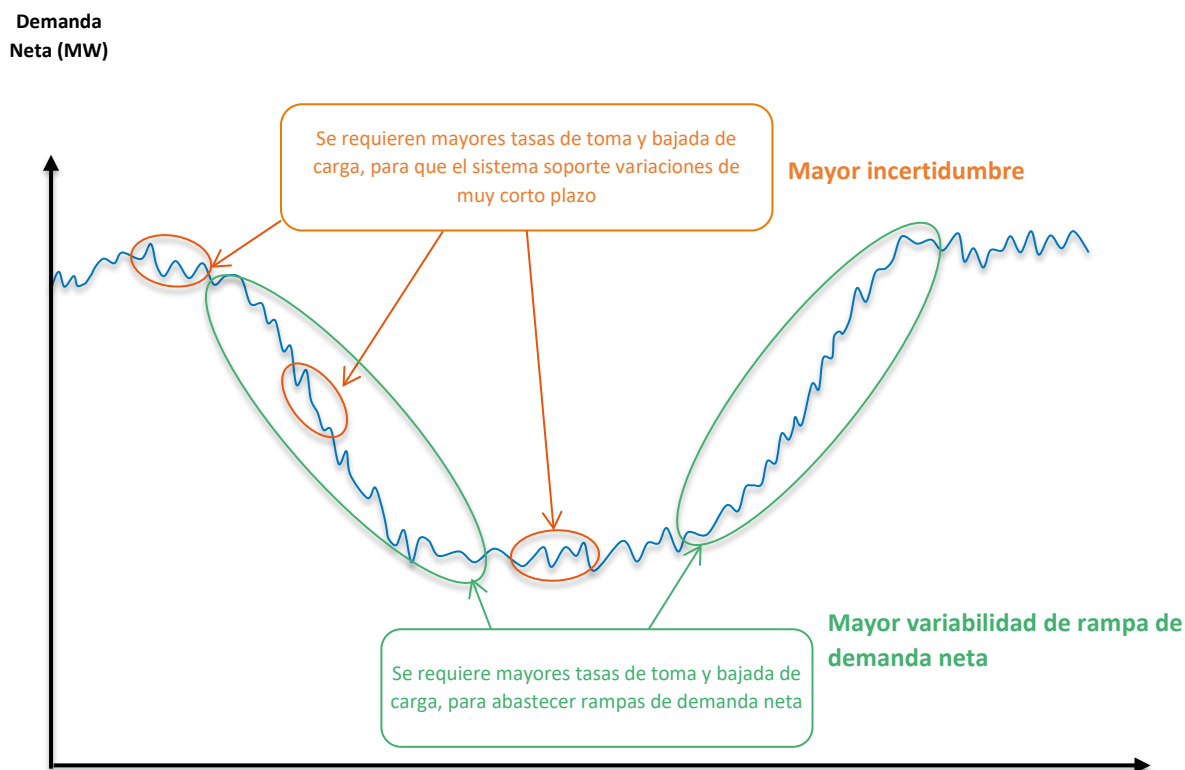 Demanda
Neta (MW)
Se requieren mayores tasas de toma y bajada de
carga, para que el sistema soporte variaciones de
muy corto plazo
Mayor incertidumbre
Mayor variabilidad de rampa de
demanda neta
Se requiere mayores tasas de toma y bajada de
carga, para abastecer rampas de demanda neta